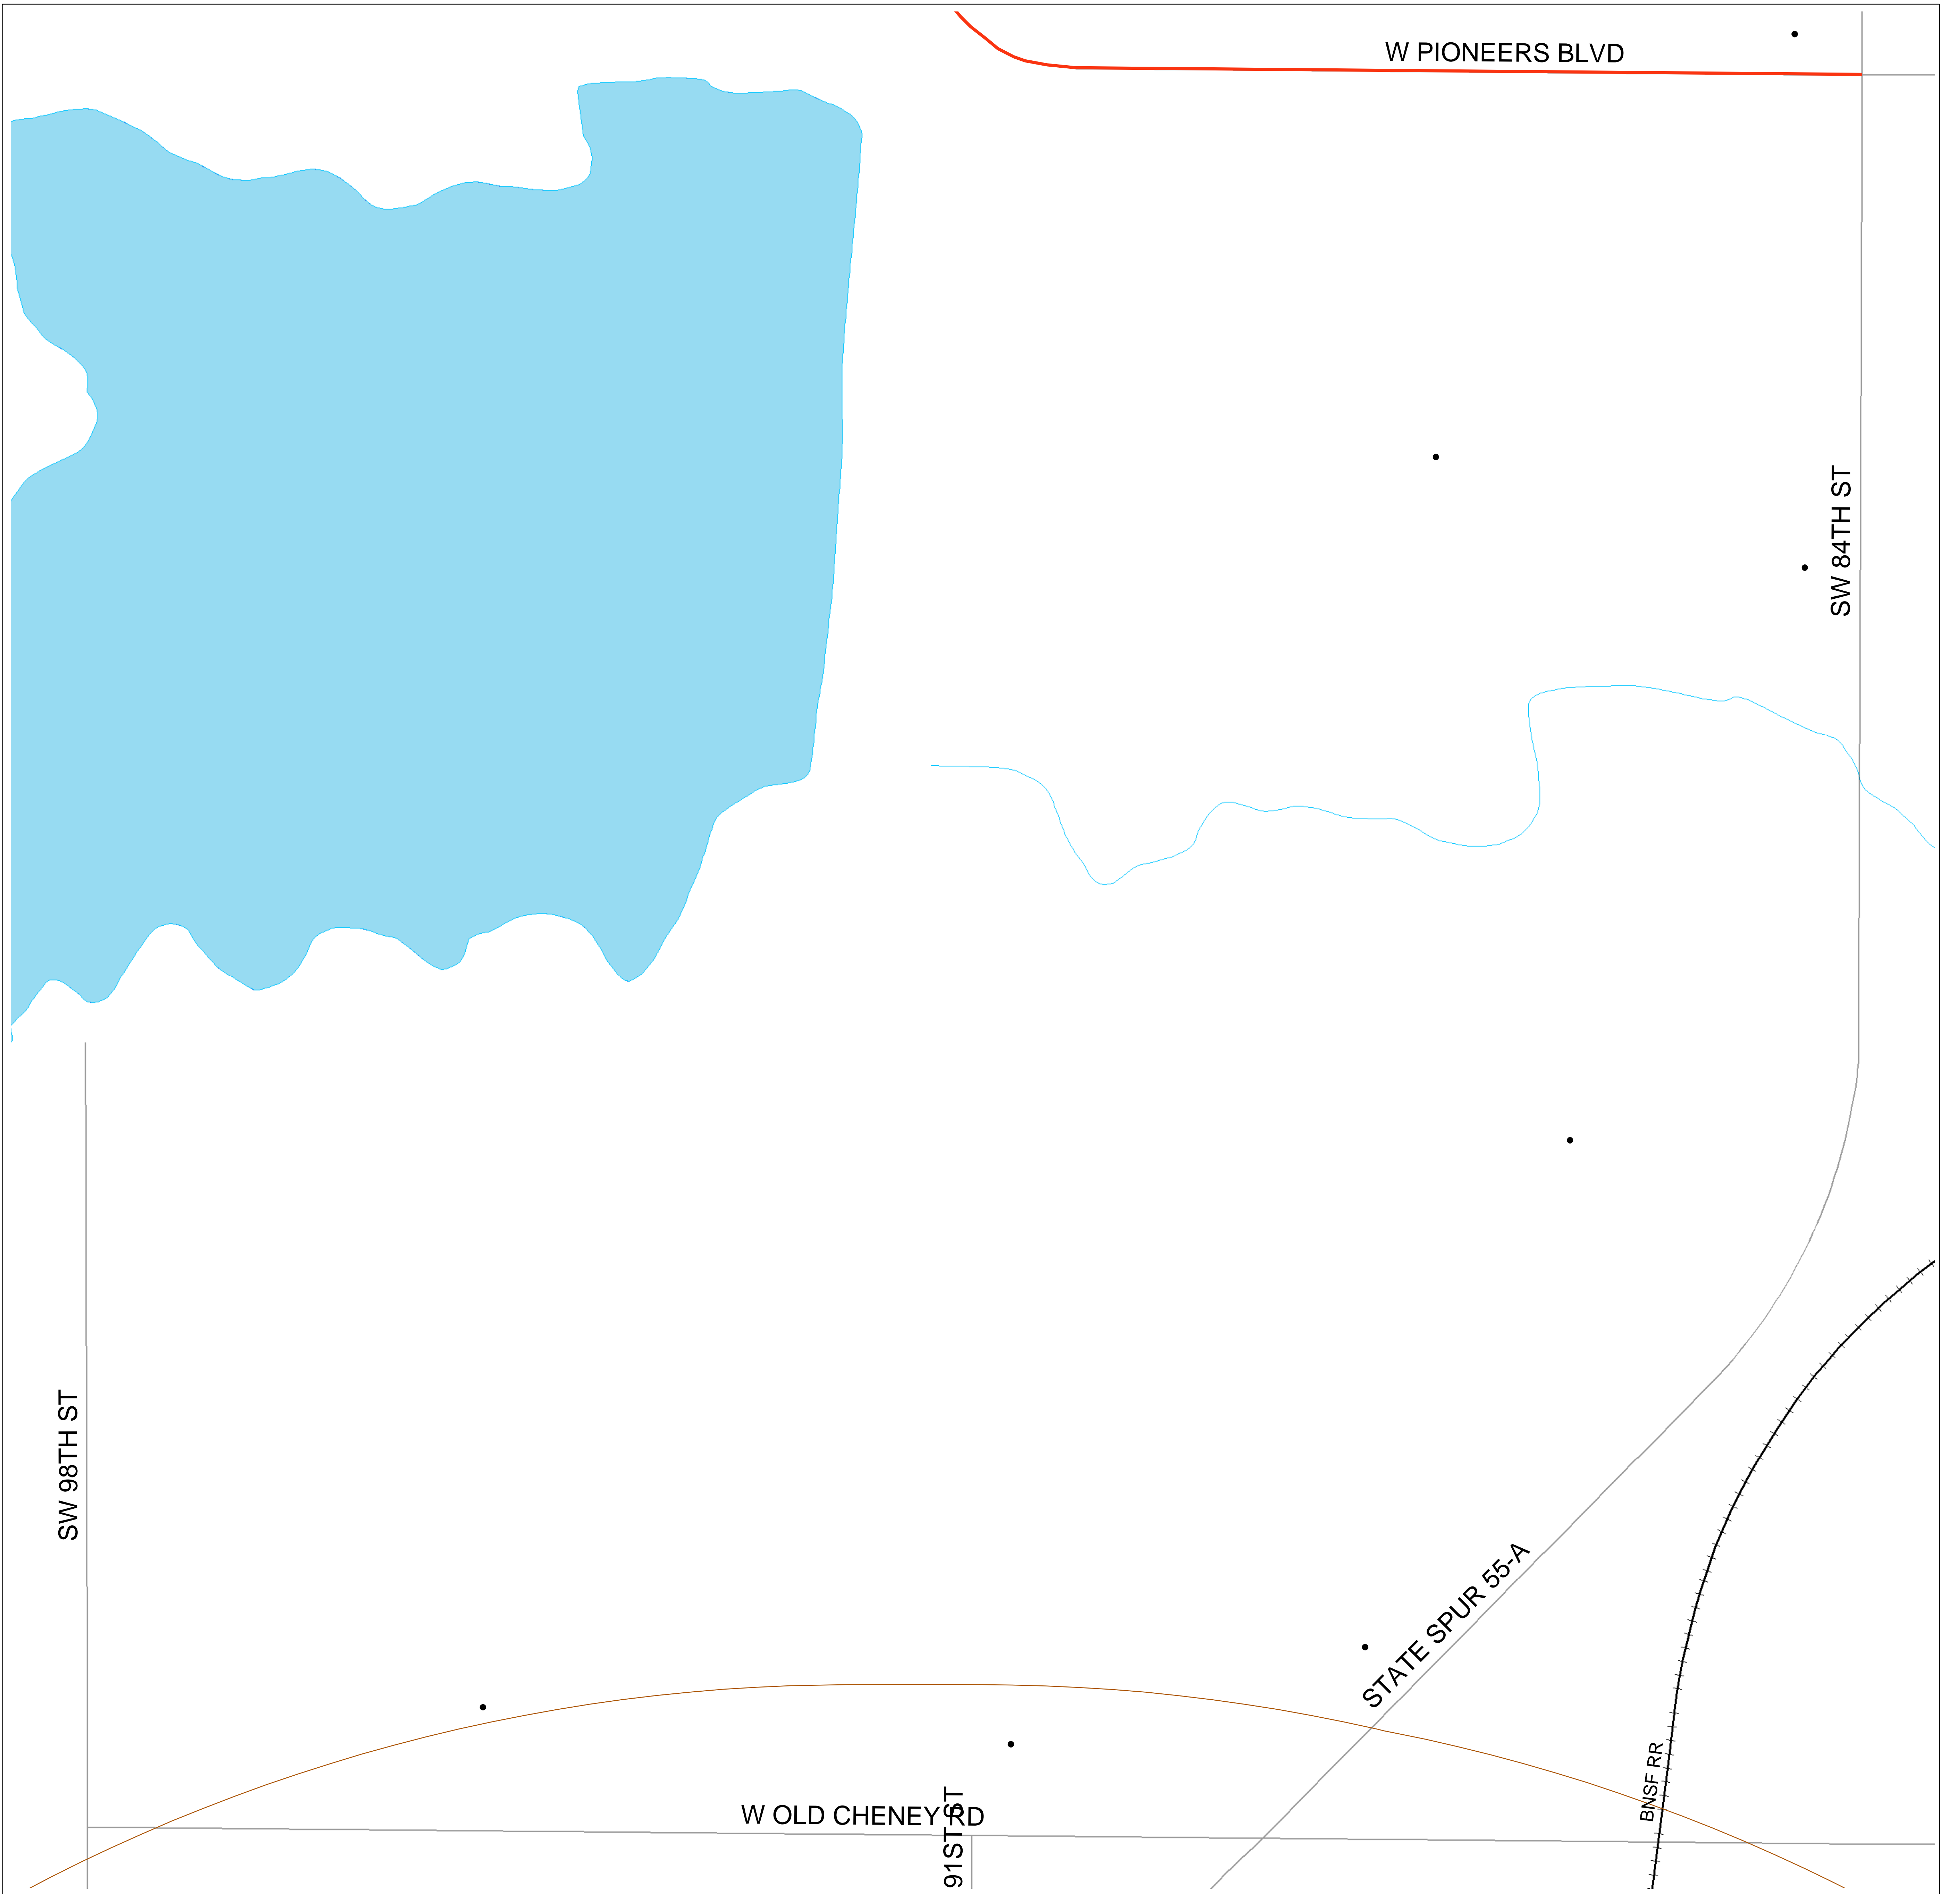 W PIONEERS BLVD
SW 84TH ST
SW 98TH ST
STATE SPUR 55-A
BNSF RR
W OLD CHENEY RD
91ST ST